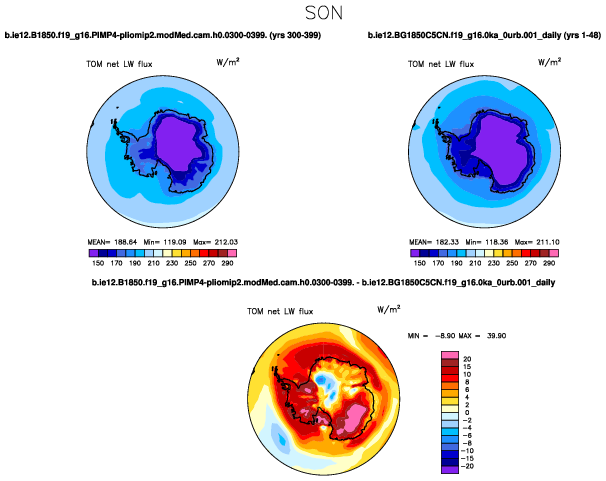 SON
b.ie12.B1850.f19_g16.PIMP4-pliomip2.modMed.cam.h0.0300-0399. (yrs 300-399)
b.ie12.BG1850C5CN.f19_g16.0ka_0urb.001_daily (yrs 1-48)
TOM net LW flux W/m²
TOM net LW flux W/m²
MEAN= 188.64 Min= 119.09 Max= 212.03
MEAN= 182.33 Min= 118.36 Max= 211.10
150 170 190 210 230 250 270 290
150 170 190 210 230 250 270 290
b.ie12.B1850.f19_g16.PIMP4-pliomip2.modMed.cam.h0.0300-0399. - b.ie12.BG1850C5CN.f19_g16.0ka_0urb.001_daily
TOM net LW flux W/m²
MIN = -8.90 MAX = 39.90
20
15
10
8
6
4
2
0
-2
-4
-6
-8
-10
-15
-20